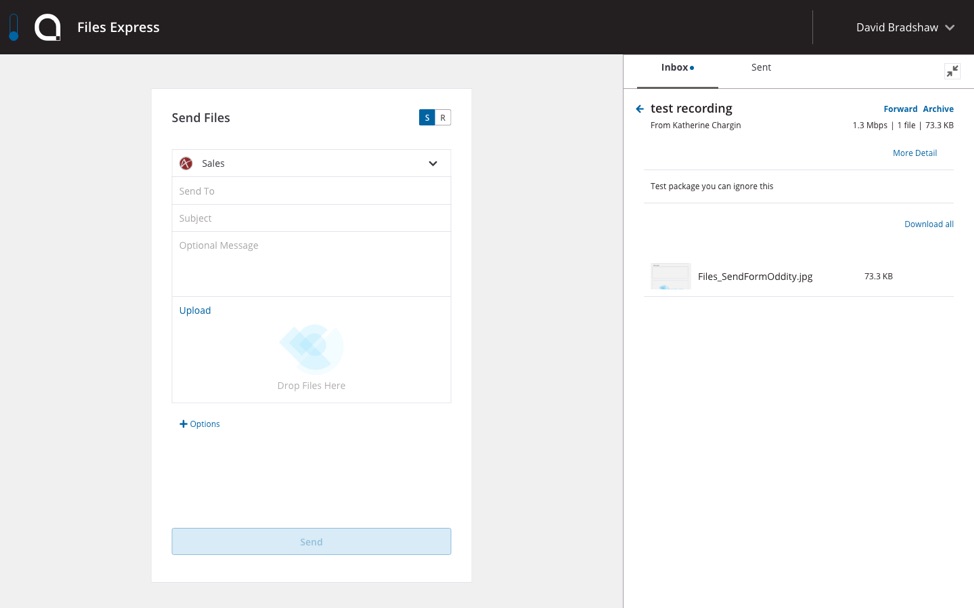 Files Express
David Bradshaw
Send Files
S R
Sales
Send To
Subject
Optional Message
Upload
Drop Files Here
Options
Send
Inbox
Sent
test recording
Forward Archive
From Katherine Chargin
1.3 Mbps | 1 file | 73.3 KB
More Detail
Test package you can ignore this
Download all
Files_SendFormOddity.jpg
73.3 KB